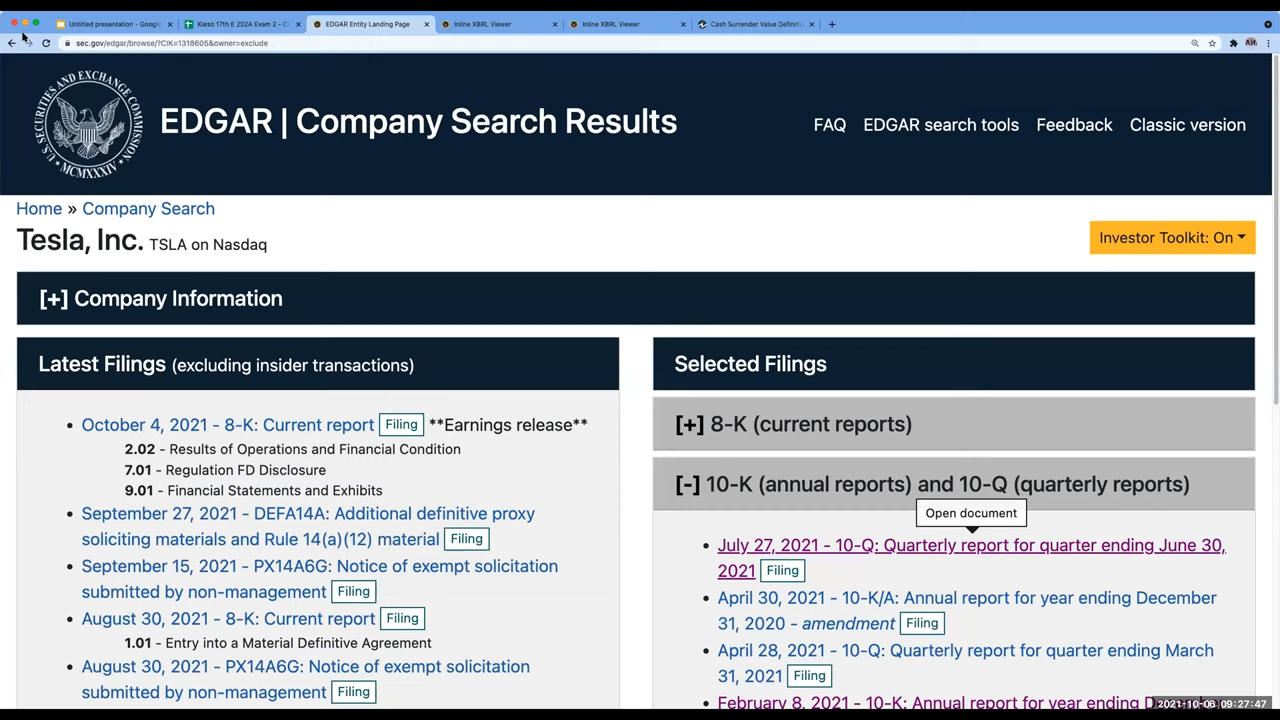 Untitled presentation - Google
Kieso 17th E 202A Exam 2 - C
EDGAR Entity Landing Page
Inline XBRL Viewer
Inline XBRL Viewer
Cash Surrender Value Definiti
sec.gov/edgar/browse/?CIK=1318605&owner=exclude
U.S. SECURITIES AND EXCHANGE COMMISSION
MCMXXXIV
EDGAR | Company Search Results
FAQ EDGAR search tools Feedback Classic version
Home » Company Search
Tesla, Inc. TSLA on Nasdaq
Investor Toolkit: On
[+] Company Information
Latest Filings (excluding insider transactions)
October 4, 2021 - 8-K: Current report Filing **Earnings release**
2.02 - Results of Operations and Financial Condition
7.01 - Regulation FD Disclosure
9.01 - Financial Statements and Exhibits
September 27, 2021 - DEFA14A: Additional definitive proxy
soliciting materials and Rule 14(a)(12) material Filing
September 15, 2021 - PX14A6G: Notice of exempt solicitation
submitted by non-management Filing
August 30, 2021 - 8-K: Current report Filing
1.01 - Entry into a Material Definitive Agreement
August 30, 2021 - PX14A6G: Notice of exempt solicitation
submitted by non-management Filing
Selected Filings
[+] 8-K (current reports)
[-] 10-K (annual reports) and 10-Q (quarterly reports)
Open document
July 27, 2021 - 10-Q: Quarterly report for quarter ending June 30,
2021 Filing
April 30, 2021 - 10-K/A: Annual report for year ending December
31, 2020 - amendment Filing
April 28, 2021 - 10-Q: Quarterly report for quarter ending March
31, 2021 Filing
February 8, 2021 - 10-K: Annual report for year ending
2021-10-06 09:27:47